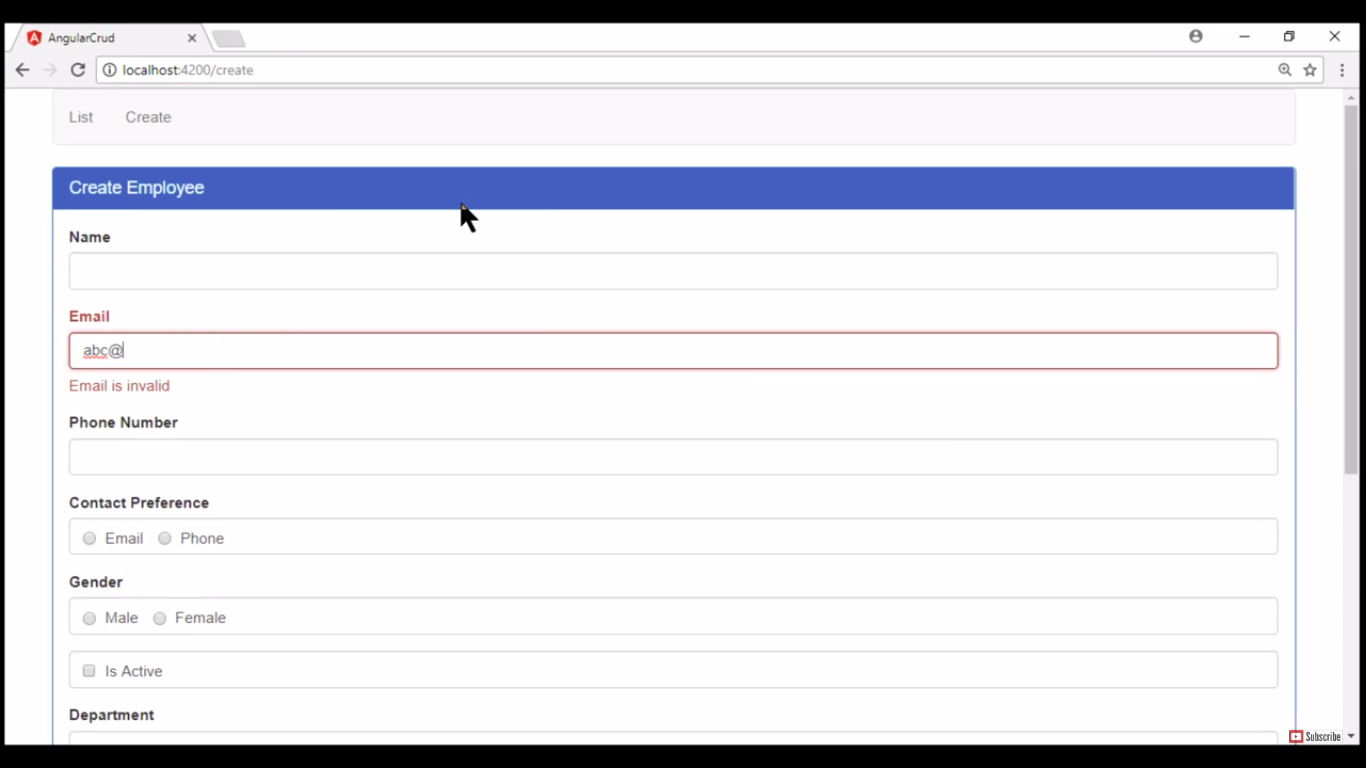 AngularCrud
localhost:4200/create
List Create
Create Employee
Name
Email
abc@
Email is invalid
Phone Number
Contact Preference
Email Phone
Gender
Male Female
Is Active
Department
Subscribe